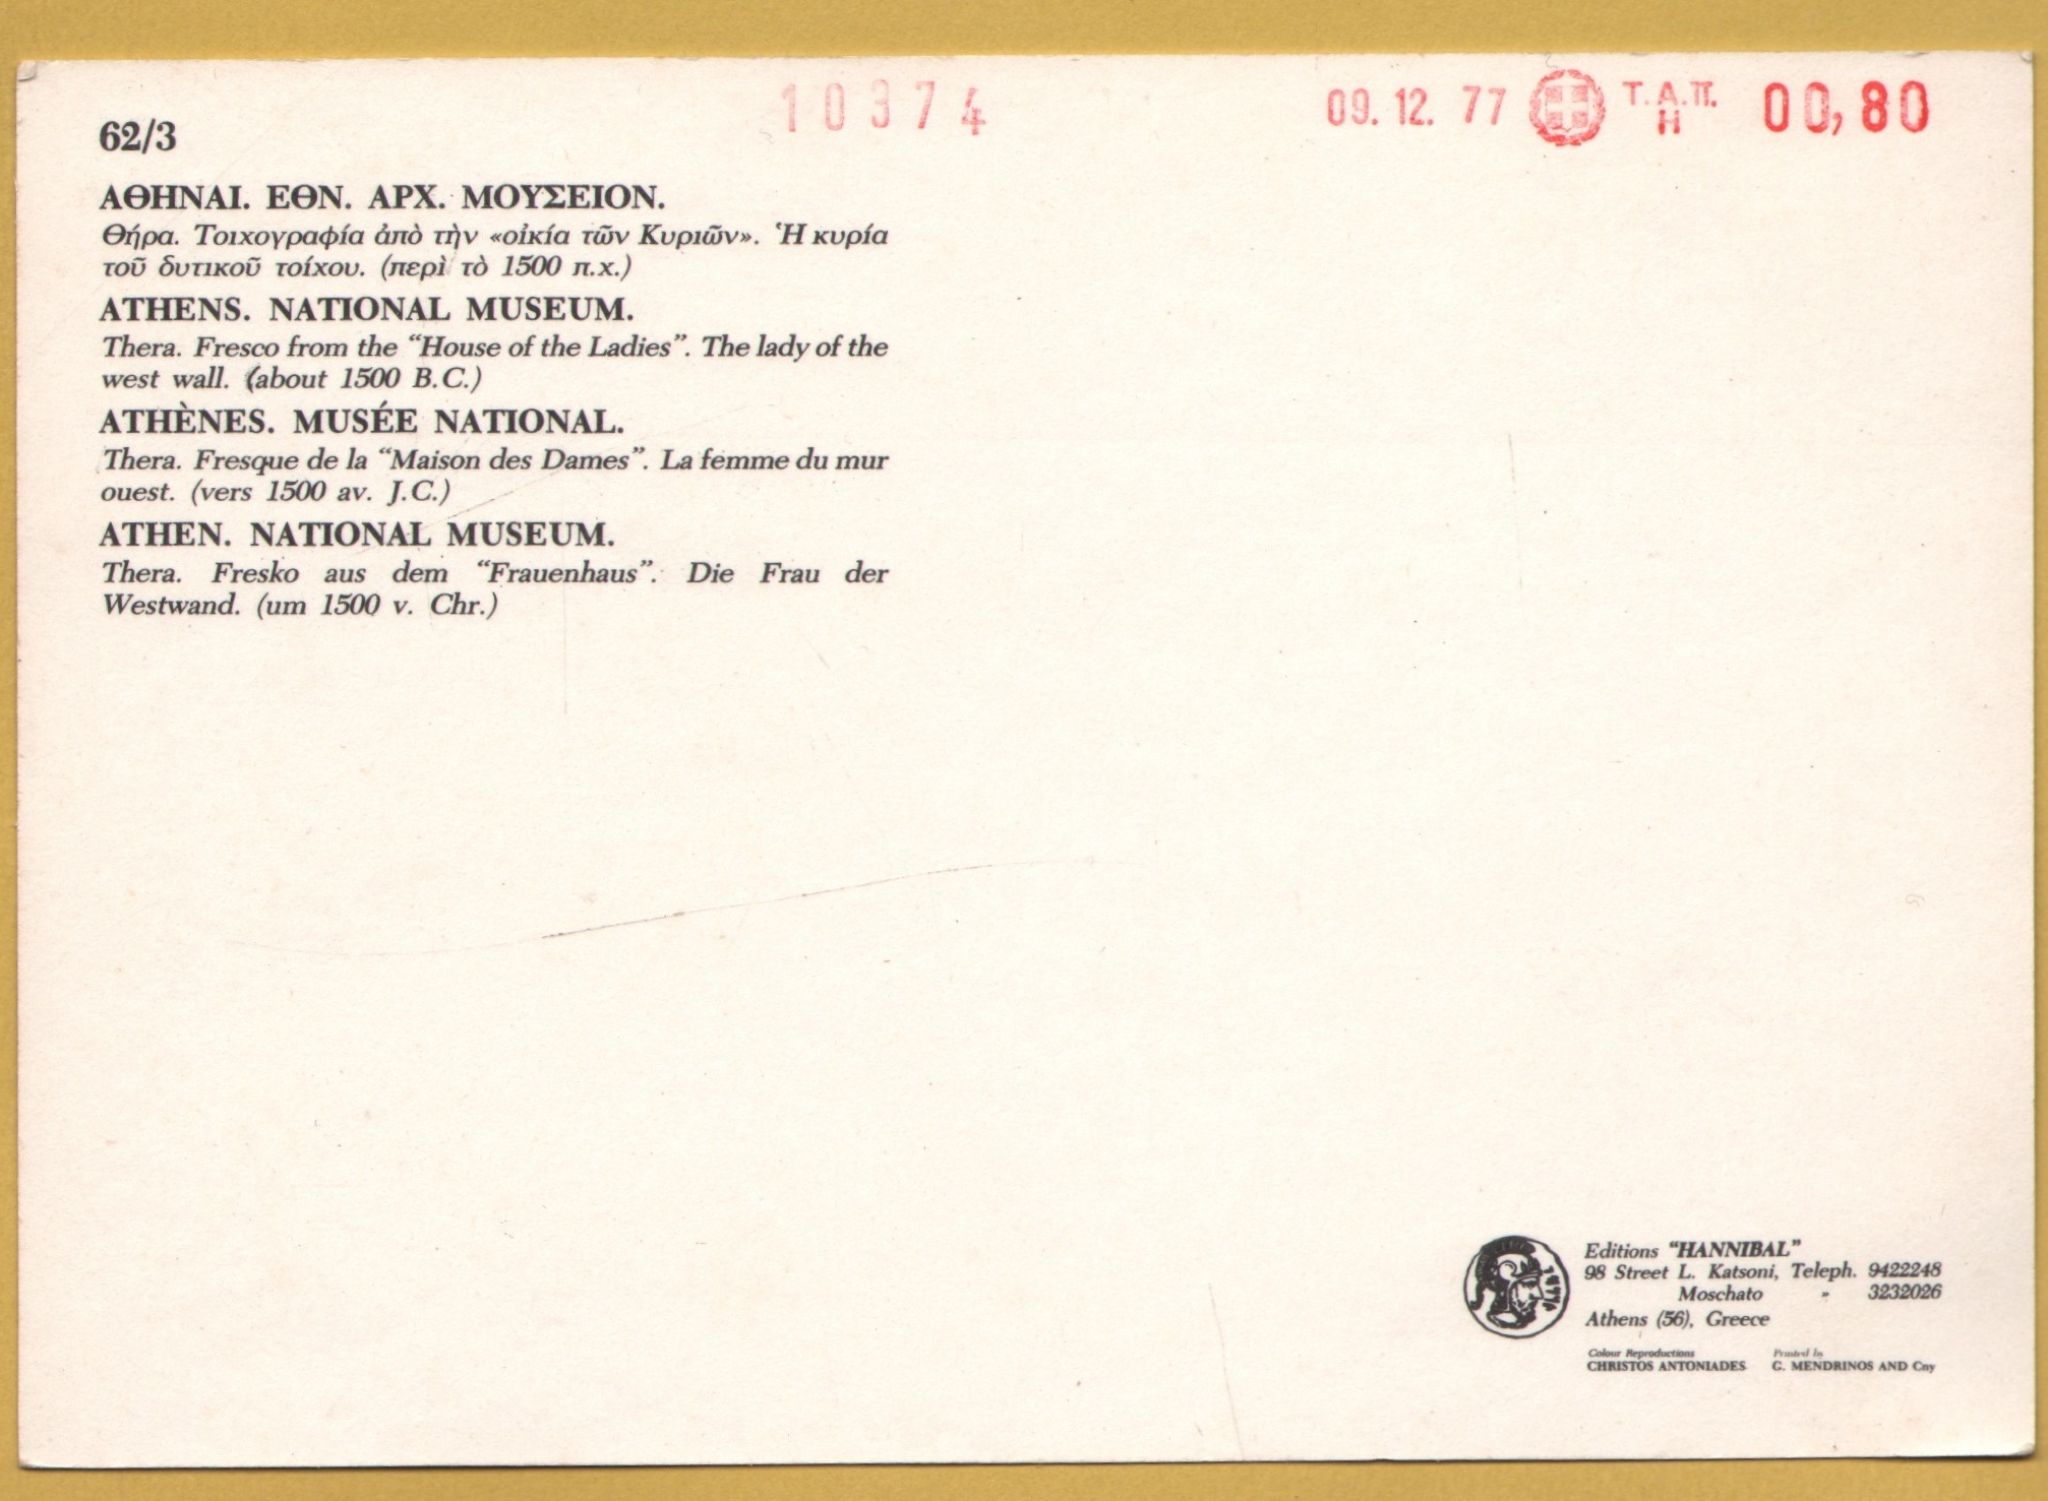 10374
09. 12. 77 Τ. Α. Π. Η 00,80
62/3
ΑΘΗΝΑΙ. ΕΘΝ. ΑΡΧ. ΜΟΥΣΕΙΟΝ.
Θήρα. Τοιχογραφία ἀπὸ τὴν «οἰκία τῶν Κυριῶν». Ἡ κυρία
τοῦ δυτικοῦ τοίχου. (περὶ τὸ 1500 π.χ.)
ATHENS. NATIONAL MUSEUM.
Thera. Fresco from the “House of the Ladies”. The lady of the
west wall. (about 1500 B.C.)
ATHÈNES. MUSÉE NATIONAL.
Thera. Fresque de la “Maison des Dames”. La femme du mur
ouest. (vers 1500 av. J.C.)
ATHEN. NATIONAL MUSEUM.
Thera. Fresko aus dem “Frauenhaus”. Die Frau der
Westwand. (um 1500 v. Chr.)
Editions “HANNIBAL”
98 Street L. Katsoni, Teleph. 9422248
Moschato " 3232026
Athens (56), Greece
Colour Reproductions Printed by
CHRISTOS ANTONIADES G. MENDRINOS AND Cny